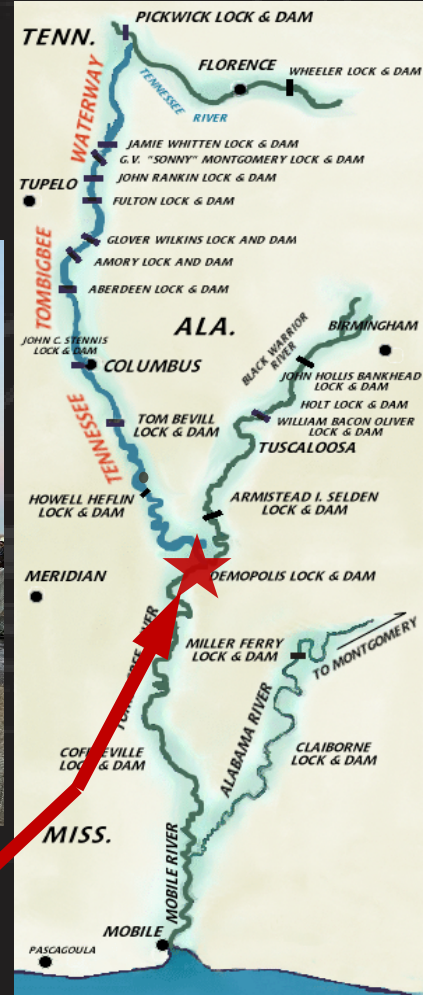 PICKWICK LOCK & DAM
TENN.
FLORENCE
WHEELER LOCK & DAM
TENNESSEE
RIVER
WATERWAY
JAMIE WHITTEN LOCK & DAM
G.V. "SONNY" MONTGOMERY LOCK & DAM
JOHN RANKIN LOCK & DAM
TUPELO
FULTON LOCK & DAM
GLOVER WILKINS LOCK AND DAM
AMORY LOCK AND DAM
TOMBIGBEE
ABERDEEN LOCK & DAM
ALA.
BIRMINGHAM
BLACK WARRIOR
RIVER
JOHN C. STENNIS
LOCK & DAM
COLUMBUS
JOHN HOLLIS BANKHEAD
LOCK & DAM
HOLT LOCK & DAM
WILLIAM BACON OLIVER
LOCK & DAM
TENNESSEE
TOM BEVILL
LOCK & DAM
TUSCALOOSA
HOWELL HEFLIN
LOCK & DAM
ARMISTEAD I. SELDEN
LOCK & DAM
MERIDIAN
DEMOPOLIS LOCK & DAM
MILLER FERRY
LOCK & DAM
TO MONTGOMERY
RIVER
ALABAMA RIVER
CLAIBORNE
LOCK & DAM
& DAM
MISS.
MOBILE RIVER
MOBILE
PASCAGOULA